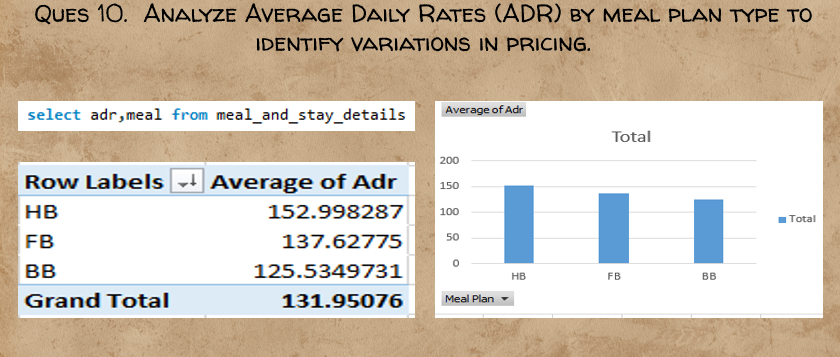 Ques 10. Analyze Average Daily Rates (ADR) by meal plan type to
identify variations in pricing.
select adr,meal from meal_and_stay_details
Row Labels Average of Adr
HB 152.998287
FB 137.62775
BB 125.5349731
Grand Total 131.95076
Average of Adr
Total
200
150
100
50
0
HB FB BB
Total
Meal Plan